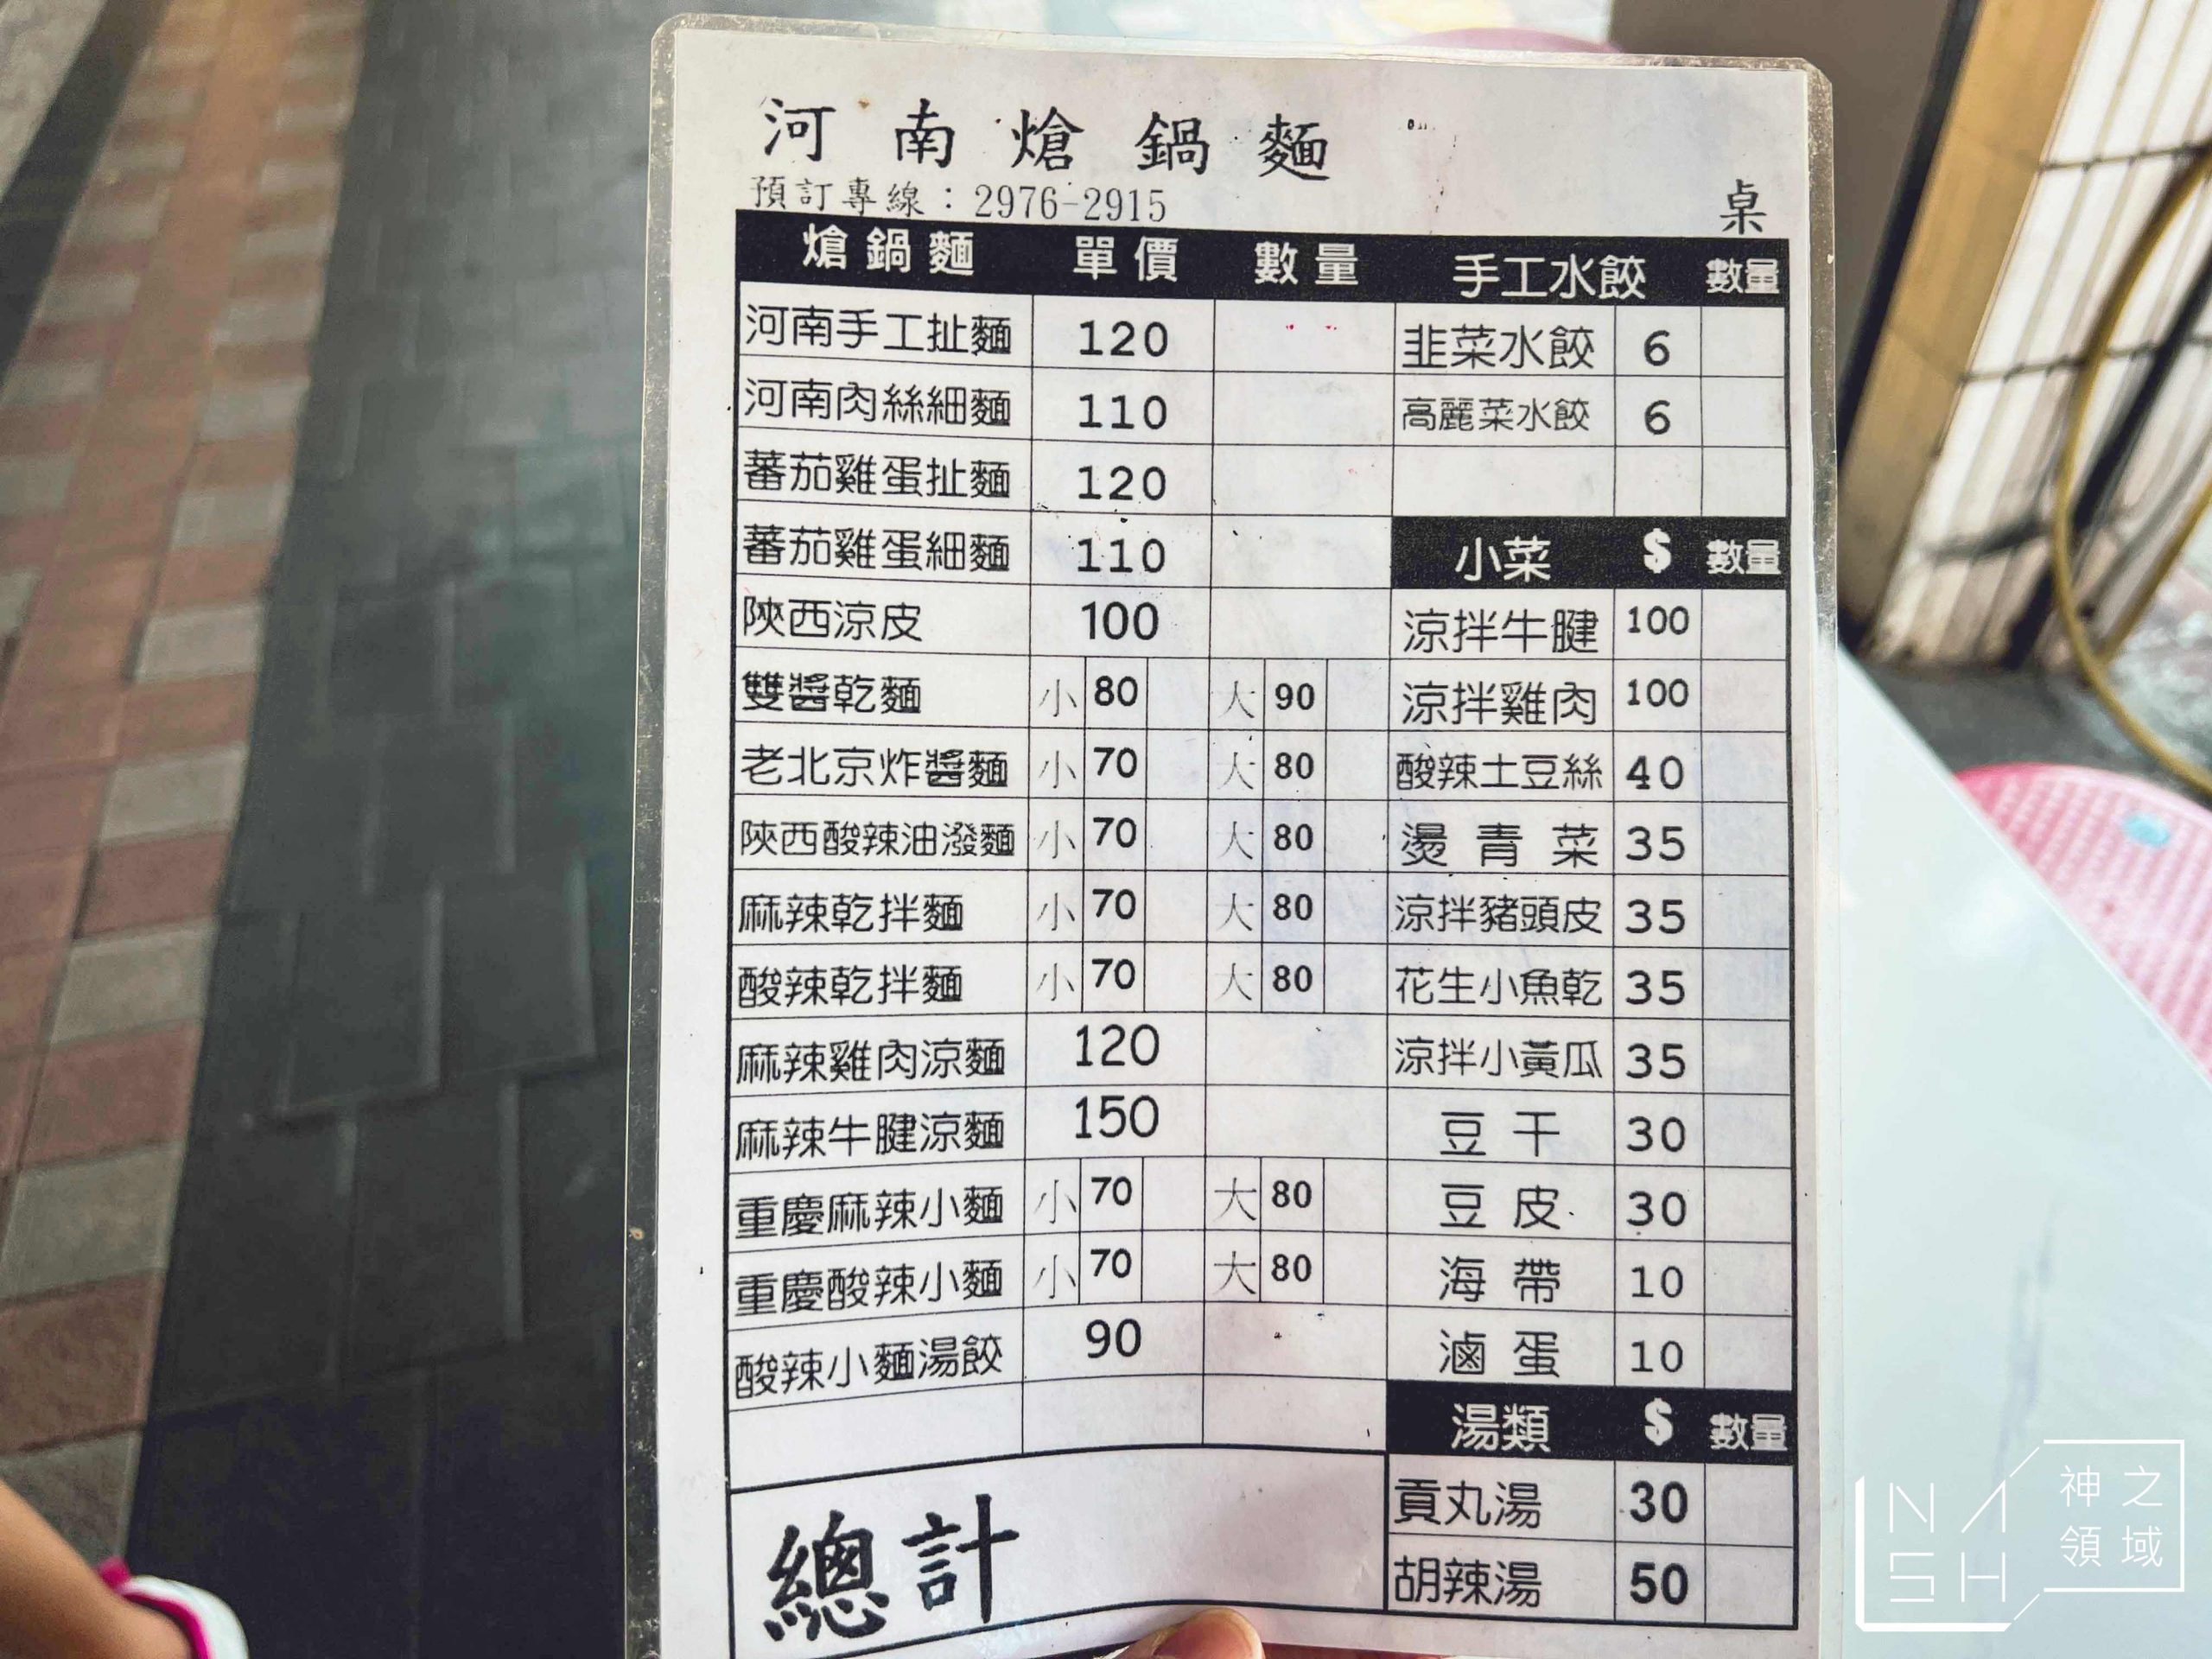 河南熗鍋麵
預訂專線：2976-2915
桌
熗鍋麵 單價 數量
河南手工扯麵 120
河南肉絲細麵 110
蕃茄雞蛋扯麵 120
蕃茄雞蛋細麵 110
陝西涼皮 100
雙醬乾麵 小 80 大 90
老北京炸醬麵 小 70 大 80
陝西酸辣油潑麵 小 70 大 80
麻辣乾拌麵 小 70 大 80
酸辣乾拌麵 小 70 大 80
麻辣雞肉涼麵 120
麻辣牛腱涼麵 150
重慶麻辣小麵 小 70 大 80
重慶酸辣小麵 小 70 大 80
酸辣小麵湯餃 90
總計
手工水餃 數量
韭菜水餃 6
高麗菜水餃 6
小菜 $ 數量
涼拌牛腱 100
涼拌雞肉 100
酸辣土豆絲 40
燙青菜 35
涼拌豬頭皮 35
花生小魚乾 35
涼拌小黃瓜 35
豆干 30
豆皮 30
海帶 10
滷蛋 10
湯類 $ 數量
貢丸湯 30
胡辣湯 50
NASH
神之
領域